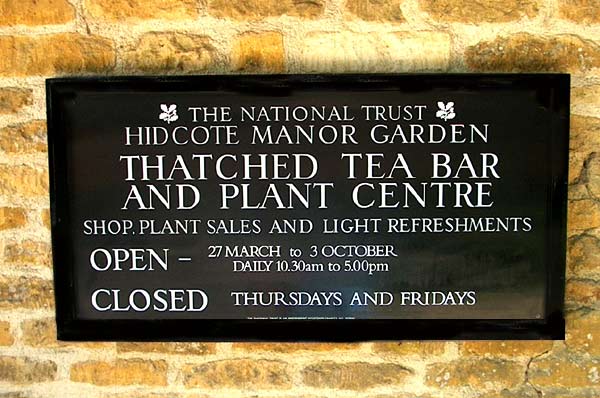 THE NATIONAL TRUST
HIDCOTE MANOR GARDEN
THATCHED TEA BAR
AND PLANT CENTRE
SHOP, PLANT SALES AND LIGHT REFRESHMENTS
OPEN – 27 MARCH to 3 OCTOBER
DAILY 10.30am to 5.00pm
CLOSED THURSDAYS AND FRIDAYS